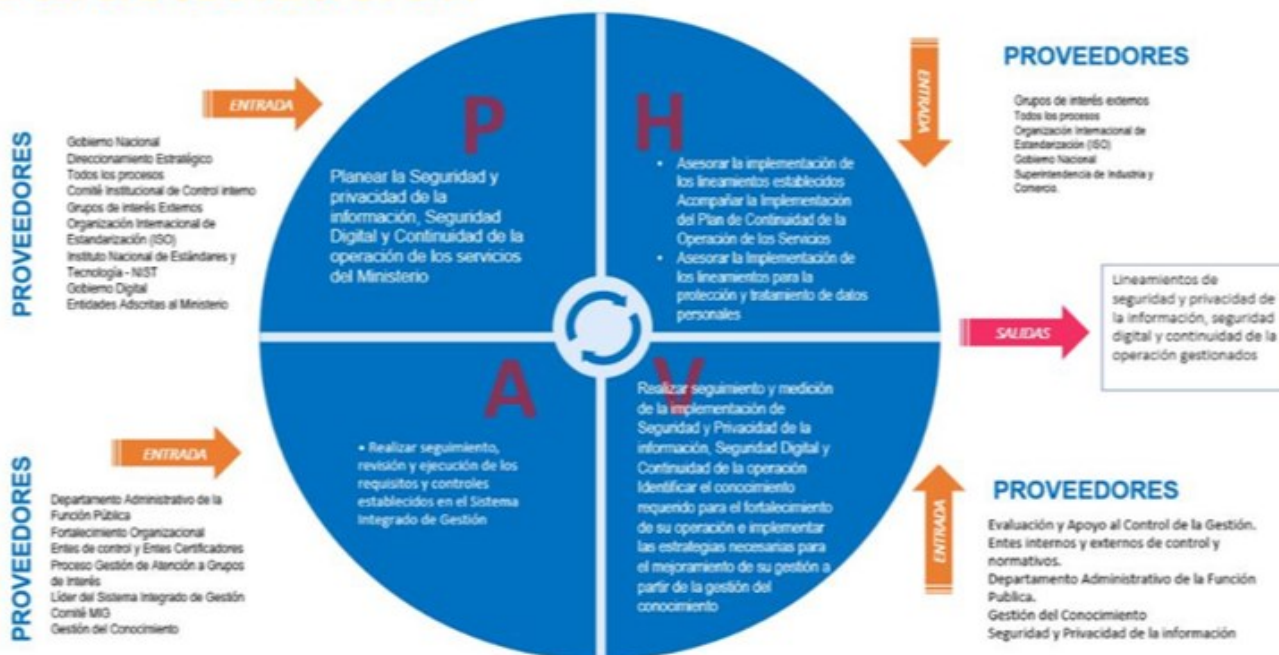 PROVEEDORES
ENTRADA
Gobierno Nacional
Direccionamiento Estratégico
Todos los procesos
Comité Institucional de Control interno
Grupos de interés Externos
Organización Internacional de
Estandarización (ISO)
Instituto Nacional de Estándares y
Tecnología - NIST
Gobierno Digital
Entidades Adscritas al Ministerio
P
Planear la Seguridad y
privacidad de la
información, Seguridad
Digital y Continuidad de la
operación de los servicios
del Ministerio
H
• Asesorar la implementación de
los lineamientos establecidos
Acompañar la Implementación
del Plan de Continuidad de la
Operación de los Servicios
• Asesorar la Implementación de
los lineamientos para la
protección y tratamiento de datos
personales
ENTRADA
PROVEEDORES
Grupos de interés externos
Todos los procesos
Organización Internacional de
Estandarización (ISO)
Gobierno Nacional
Superintendencia de Industria y
Comercio.
SALIDAS
Lineamientos de
seguridad y privacidad de
la información, seguridad
digital y continuidad de la
operación gestionados
PROVEEDORES
ENTRADA
Departamento Administrativo de la
Función Pública
Fortalecimiento Organizacional
Entes de control y Entes Certificadores
Proceso Gestión de Atención a Grupos
de Interés
Líder del Sistema Integrado de Gestión
Comité MIG
Gestión del Conocimiento
A
• Realizar seguimiento,
revisión y ejecución de los
requisitos y controles
establecidos en el Sistema
Integrado de Gestión
V
Realizar seguimiento y medición
de la implementación de
Seguridad y Privacidad de la
información, Seguridad Digital y
Continuidad de la operación
Identificar el conocimiento
requerido para el fortalecimiento
de su operación e implementar
las estrategias necesarias para
el mejoramiento de su gestión a
partir de la gestión del
conocimiento
ENTRADA
PROVEEDORES
Evaluación y Apoyo al Control de la Gestión.
Entes internos y externos de control y
normativos.
Departamento Administrativo de la Función
Publica.
Gestión del Conocimiento
Seguridad y Privacidad de la información